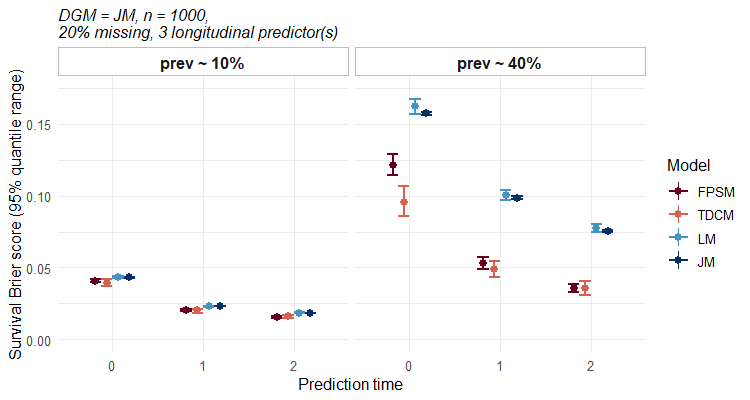 DGM = JM, n = 1000,
20% missing, 3 longitudinal predictor(s)
prev ~ 10%
prev ~ 40%
Survival Brier score (95% quantile range)
0.15
0.10
0.05
0.00
0 1 2
0 1 2
Prediction time
Model
FPSM
TDCM
LM
JM